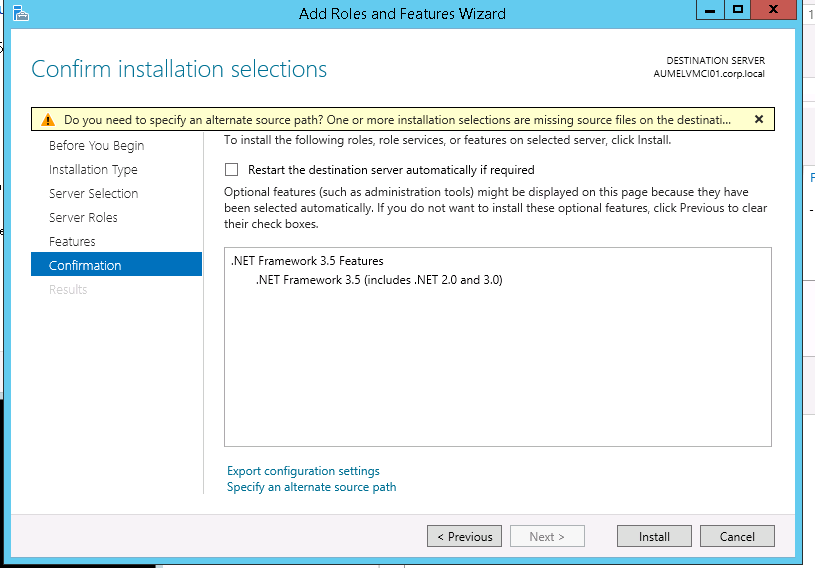 Add Roles and Features Wizard
Confirm installation selections
DESTINATION SERVER
AUMELVMCI01.corp.local
Do you need to specify an alternate source path? One or more installation selections are missing source files on the destinati...
Before You Begin
Installation Type
Server Selection
Server Roles
Features
Confirmation
Results
To install the following roles, role services, or features on selected server, click Install.
Restart the destination server automatically if required
Optional features (such as administration tools) might be displayed on this page because they have
been selected automatically. If you do not want to install these optional features, click Previous to clear
their check boxes.
.NET Framework 3.5 Features
.NET Framework 3.5 (includes .NET 2.0 and 3.0)
Export configuration settings
Specify an alternate source path
< Previous
Next >
Install
Cancel